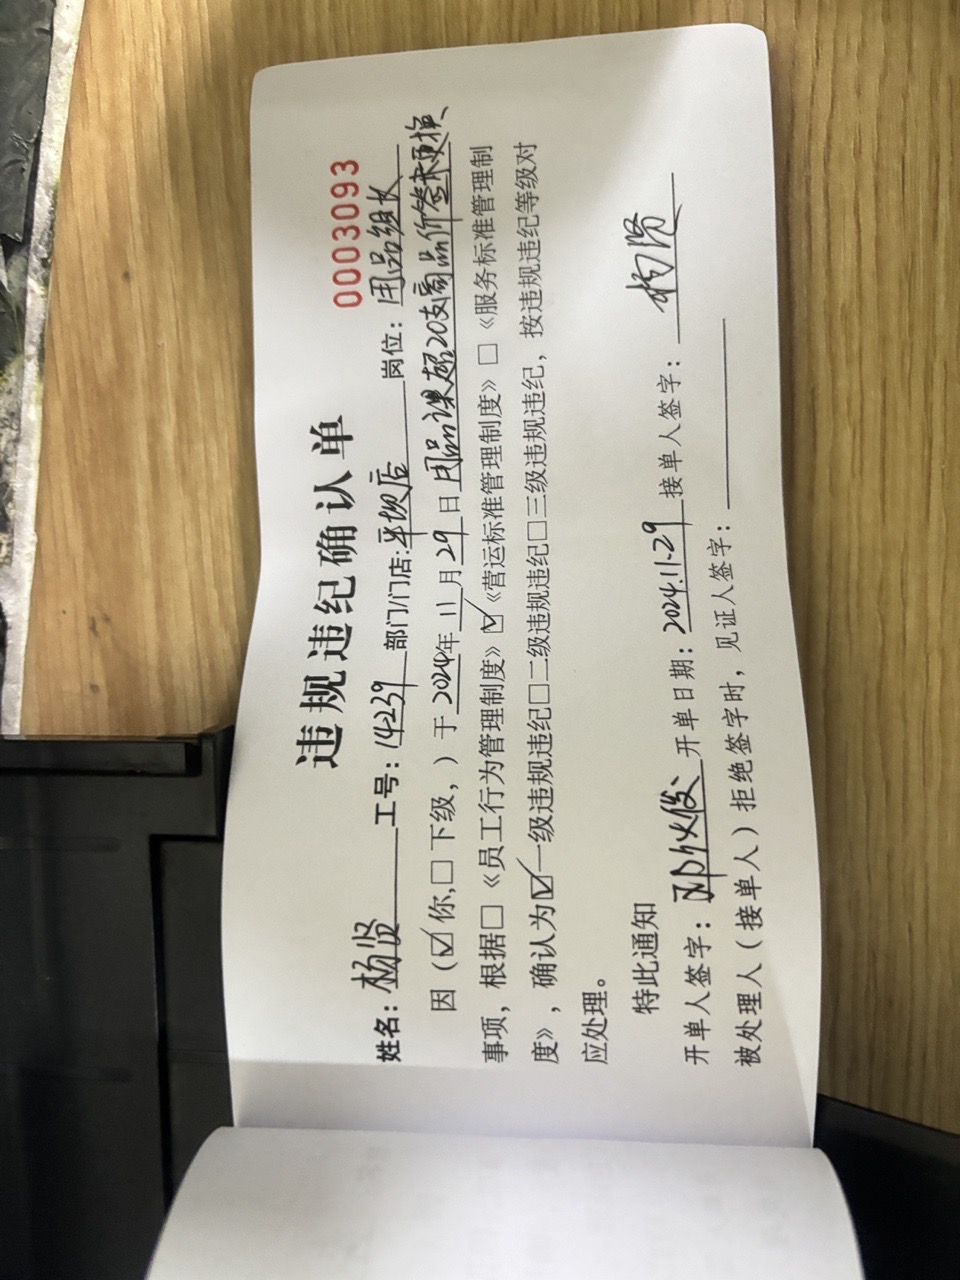 违规违纪确认单
0003093
姓名：杨贤 工号：14239 部门/门店：平坝店 岗位：用品组长
因（☑你，□下级，）于2024年11月29日用品课超20支商品价签未更换
事项，根据□《员工行为管理制度》☑《营运标准管理制度》□《服务标准管理制
度》，确认为☑一级违规违纪□二级违规违纪□三级违规违纪，按违规违纪等级对
应处理。
特此通知
开单人签字： 开单日期：2024.11.29 接单人签字：杨贤
被处理人（接单人）拒绝签字时，见证人签字：